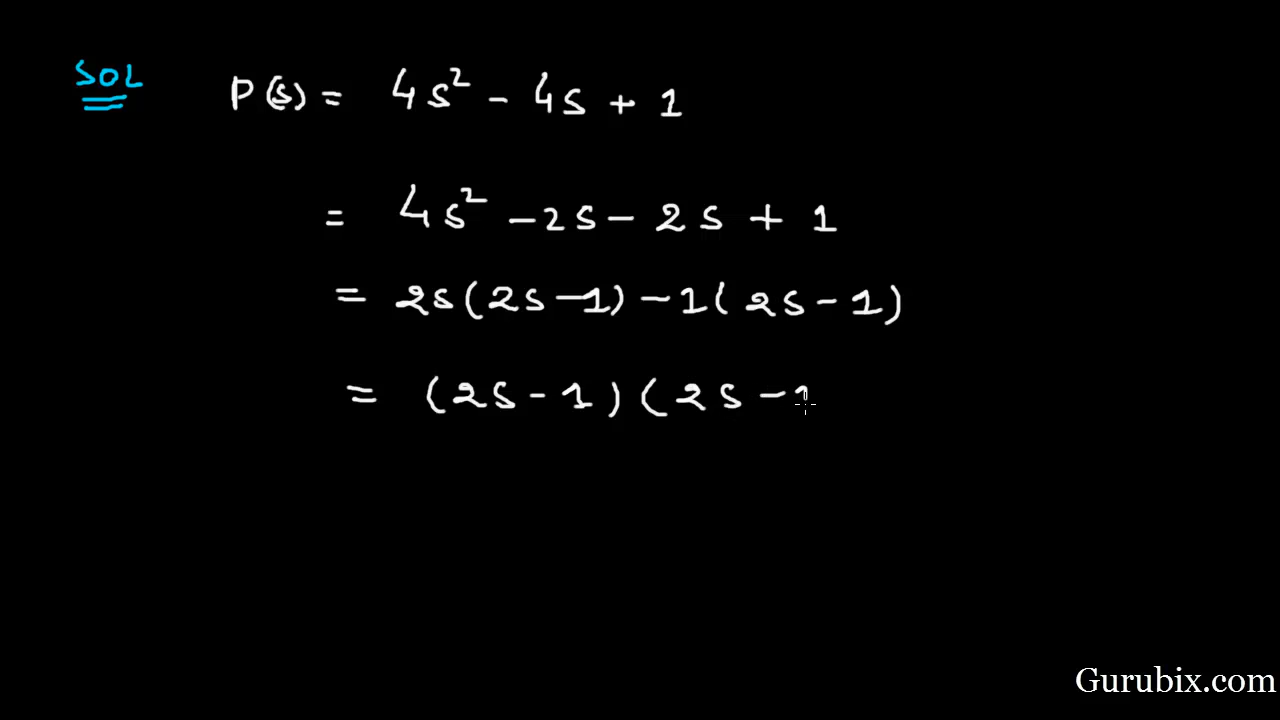 SOL
P(s) = 4s² - 4s + 1
= 4s² - 2s - 2s + 1
= 2s(2s - 1) - 1(2s - 1)
= (2s - 1)(2s - 1
Gurubix.com